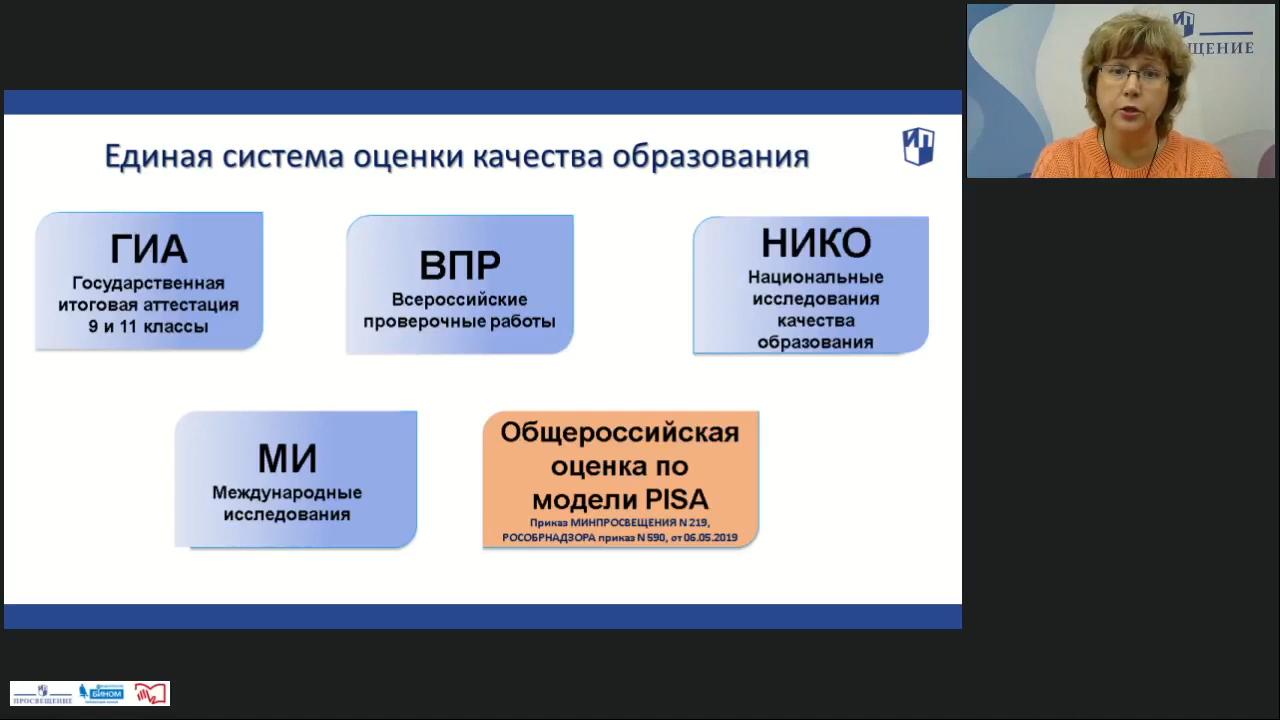 ЩЕНИЕ
Единая система оценки качества образования
ГИА
Государственная
итоговая аттестация
9 и 11 классы
ВПР
Всероссийские
проверочные работы
НИКО
Национальные
исследования
качества
образования
МИ
Международные
исследования
Общероссийская
оценка по
модели PISA
Приказ МИНПРОСВЕЩЕНИЯ N 219,
РОСОБРНАДЗОРА приказ N 590, от 06.05.2019
ПРОСВЕЩЕНИЕ
БИНОМ